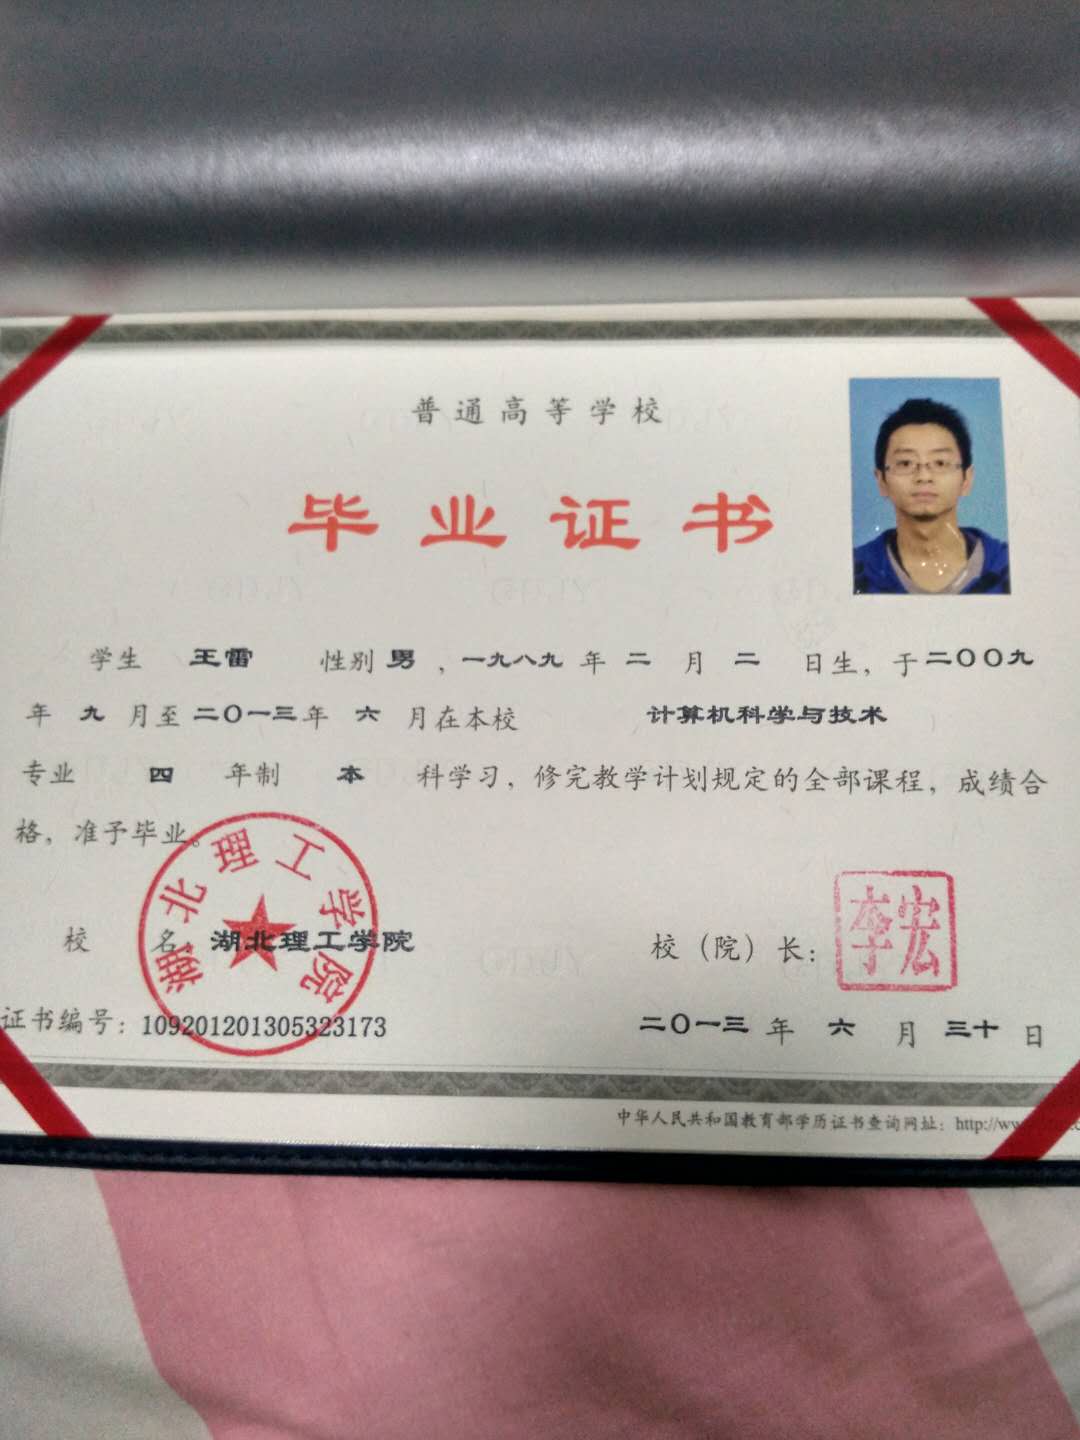 普通高等学校
毕业证书
学生 王雷 性别 男 ，一九八九 年 二 月 二 日生，于 二〇〇九
年 九 月至 二〇一三 年 六 月在本校 计算机科学与技术
专业 四 年制 本 科学习，修完教学计划规定的全部课程，成绩合
格，准予毕业。
湖北理工学院
校 名 湖北理工学院
校（院）长：
李宏
证书编号：109201201305323173
二〇一三 年 六 月 三十 日
中华人民共和国教育部学历证书查询网址：http://